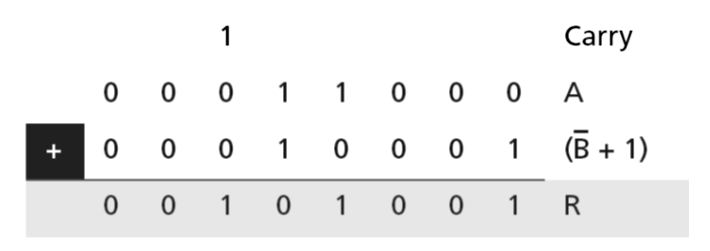 1 Carry
0 0 0 1 1 0 0 0 A
+ 0 0 0 1 0 0 0 1 (B̅ + 1)
0 0 1 0 1 0 0 1 R